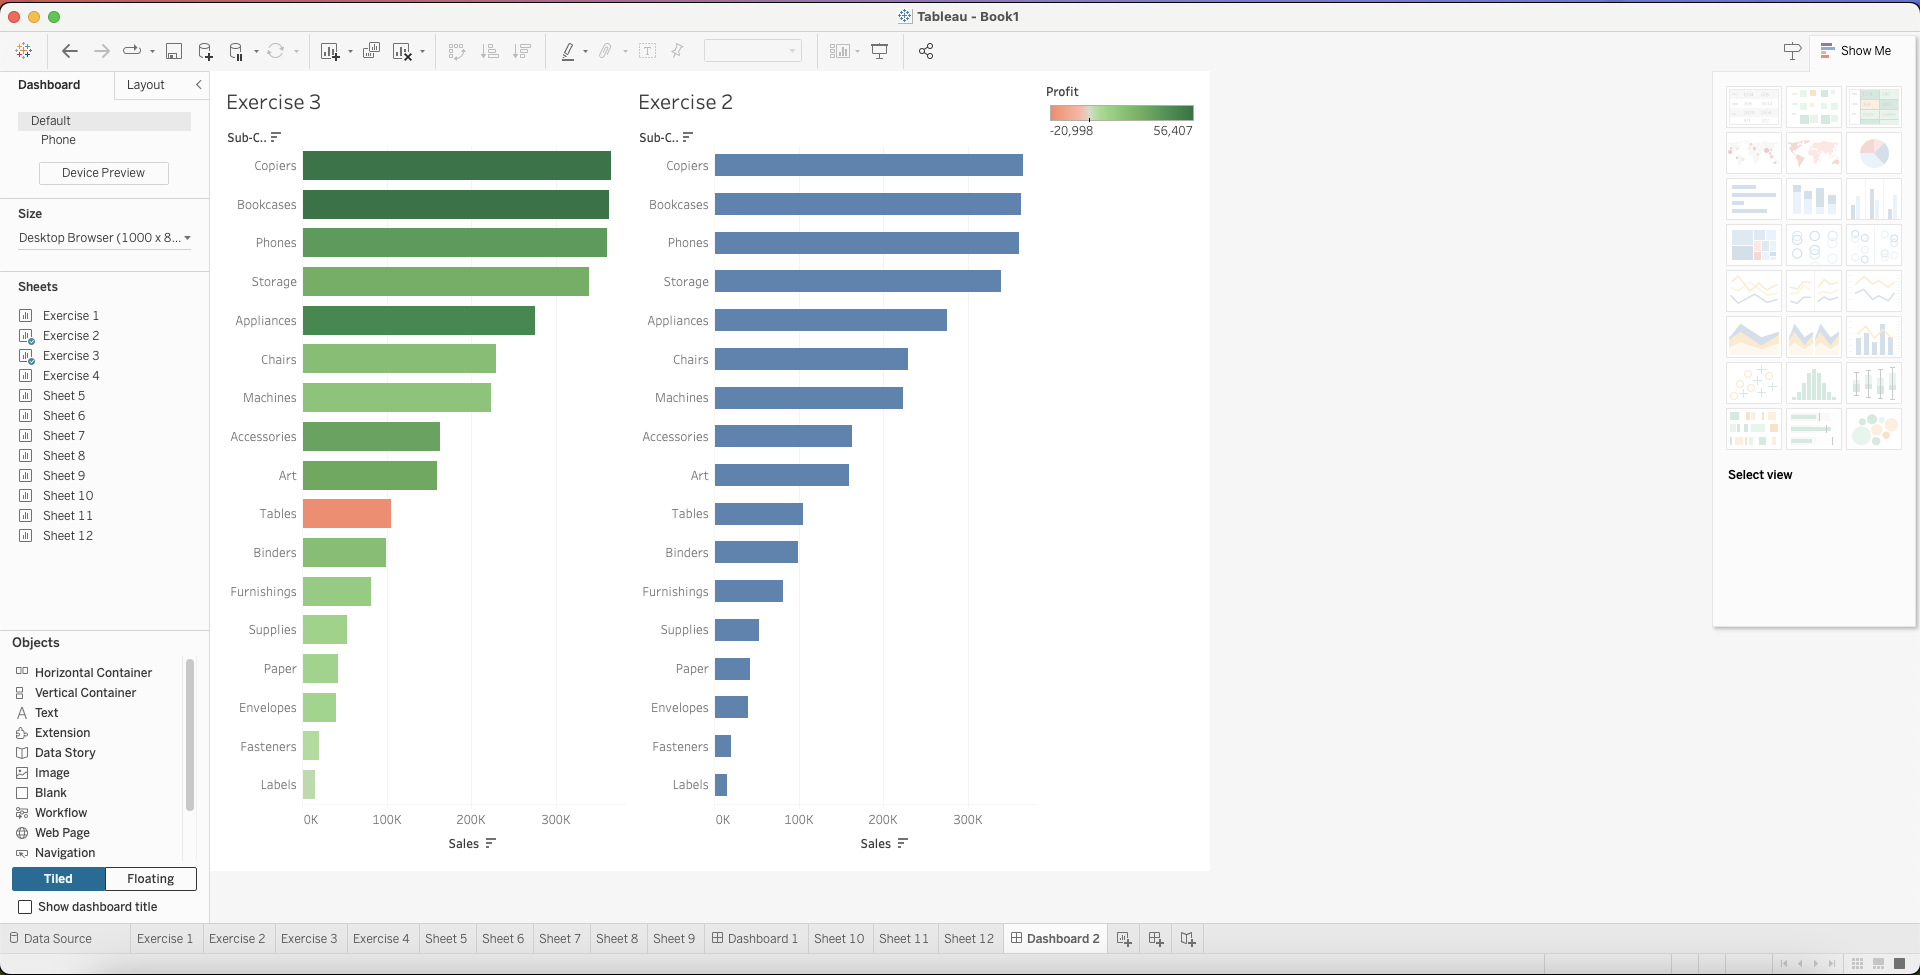 Tableau - Book1
Show Me
Dashboard
Layout
Default
Phone
Device Preview
Size
Desktop Browser (1000 x 8...
Sheets
Exercise 1
Exercise 2
Exercise 3
Exercise 4
Sheet 5
Sheet 6
Sheet 7
Sheet 8
Sheet 9
Sheet 10
Sheet 11
Sheet 12
Objects
Horizontal Container
Vertical Container
A Text
Extension
Data Story
Image
Blank
Workflow
Web Page
Navigation
Tiled
Floating
Show dashboard title
Exercise 3
Sub-C..
Copiers
Bookcases
Phones
Storage
Appliances
Chairs
Machines
Accessories
Art
Tables
Binders
Furnishings
Supplies
Paper
Envelopes
Fasteners
Labels
0K 100K 200K 300K
Sales
Exercise 2
Sub-C..
Copiers
Bookcases
Phones
Storage
Appliances
Chairs
Machines
Accessories
Art
Tables
Binders
Furnishings
Supplies
Paper
Envelopes
Fasteners
Labels
0K 100K 200K 300K
Sales
Profit
-20,998 56,407
Select view
Data Source Exercise 1 Exercise 2 Exercise 3 Exercise 4 Sheet 5 Sheet 6 Sheet 7 Sheet 8 Sheet 9 Dashboard 1 Sheet 10 Sheet 11 Sheet 12 Dashboard 2